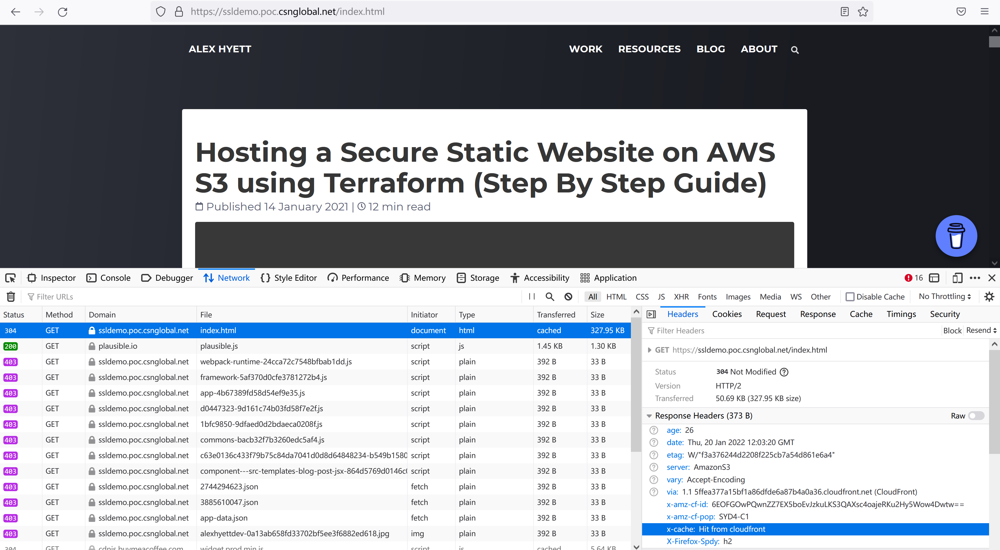 https://ssldemo.poc.csnglobal.net/index.html
ALEX HYETT WORK RESOURCES BLOG ABOUT
Hosting a Secure Static Website on AWS
S3 using Terraform (Step By Step Guide)
Published 14 January 2021 | 12 min read
Inspector Console Debugger Network Style Editor Performance Memory Storage Accessibility Application 16
Filter URLs All HTML CSS JS XHR Fonts Images Media WS Other Disable Cache No Throttling
Status Method Domain File Initiator Type Transferred Size
304 GET ssldemo.poc.csnglobal.net index.html document html cached 327.95 KB
200 GET plausible.io plausible.js script js 1.45 KB 1.30 KB
403 GET ssldemo.poc.csnglobal.net webpack-runtime-24cca72c7548bfbab1dd.js script plain 392 B 33 B
403 GET ssldemo.poc.csnglobal.net framework-5af370d0cfe3781272b4.js script plain 392 B 33 B
403 GET ssldemo.poc.csnglobal.net app-4b67389fd58d54ef9e35.js script plain 392 B 33 B
403 GET ssldemo.poc.csnglobal.net d0447323-9d161c74b03fd58f7e2f.js script plain 392 B 33 B
403 GET ssldemo.poc.csnglobal.net 1bfc9850-9dfaed0d2bdaeca0208f.js script plain 392 B 33 B
403 GET ssldemo.poc.csnglobal.net commons-bacb32f7b3260edc5af4.js script plain 392 B 33 B
403 GET ssldemo.poc.csnglobal.net c63e0136c433f79b75c84da7041d0d8d64848234-b549b1580 script plain 392 B 33 B
403 GET ssldemo.poc.csnglobal.net component---src-templates-blog-post-jsx-864d5769d0146c script plain 392 B 33 B
403 GET ssldemo.poc.csnglobal.net 2744294623.json fetch plain 392 B 33 B
403 GET ssldemo.poc.csnglobal.net 3885610047.json fetch plain 392 B 33 B
403 GET ssldemo.poc.csnglobal.net app-data.json fetch plain 392 B 33 B
403 GET ssldemo.poc.csnglobal.net alexhyettdev-0a13ab658fd33702bf5ee3f6882ed618.jpg img plain 392 B 33 B
304 GET cdnjs.buymeacoffee.com widget.prod.min.js script js cached 5.64 KB
Headers Cookies Request Response Cache Timings Security
Filter Headers Block Resend
GET https://ssldemo.poc.csnglobal.net/index.html
Status 304 Not Modified
Version HTTP/2
Transferred 50.69 KB (327.95 KB size)
Response Headers (373 B) Raw
age: 26
date: Thu, 20 Jan 2022 12:03:20 GMT
etag: W/"f3a376244d2208f225cb7a54d861e6a4"
server: AmazonS3
vary: Accept-Encoding
via: 1.1 5ffea377a15bf1a86dfde6a87b4a0a36.cloudfront.net (CloudFront)
x-amz-cf-id: 6EOFGOwPQwnZZ7EX5boEvJzkuLKS3QAXsc4oajeRKu2Hy5Wow4Dwtw==
x-amz-cf-pop: SYD4-C1
x-cache: Hit from cloudfront
X-Firefox-Spdy: h2